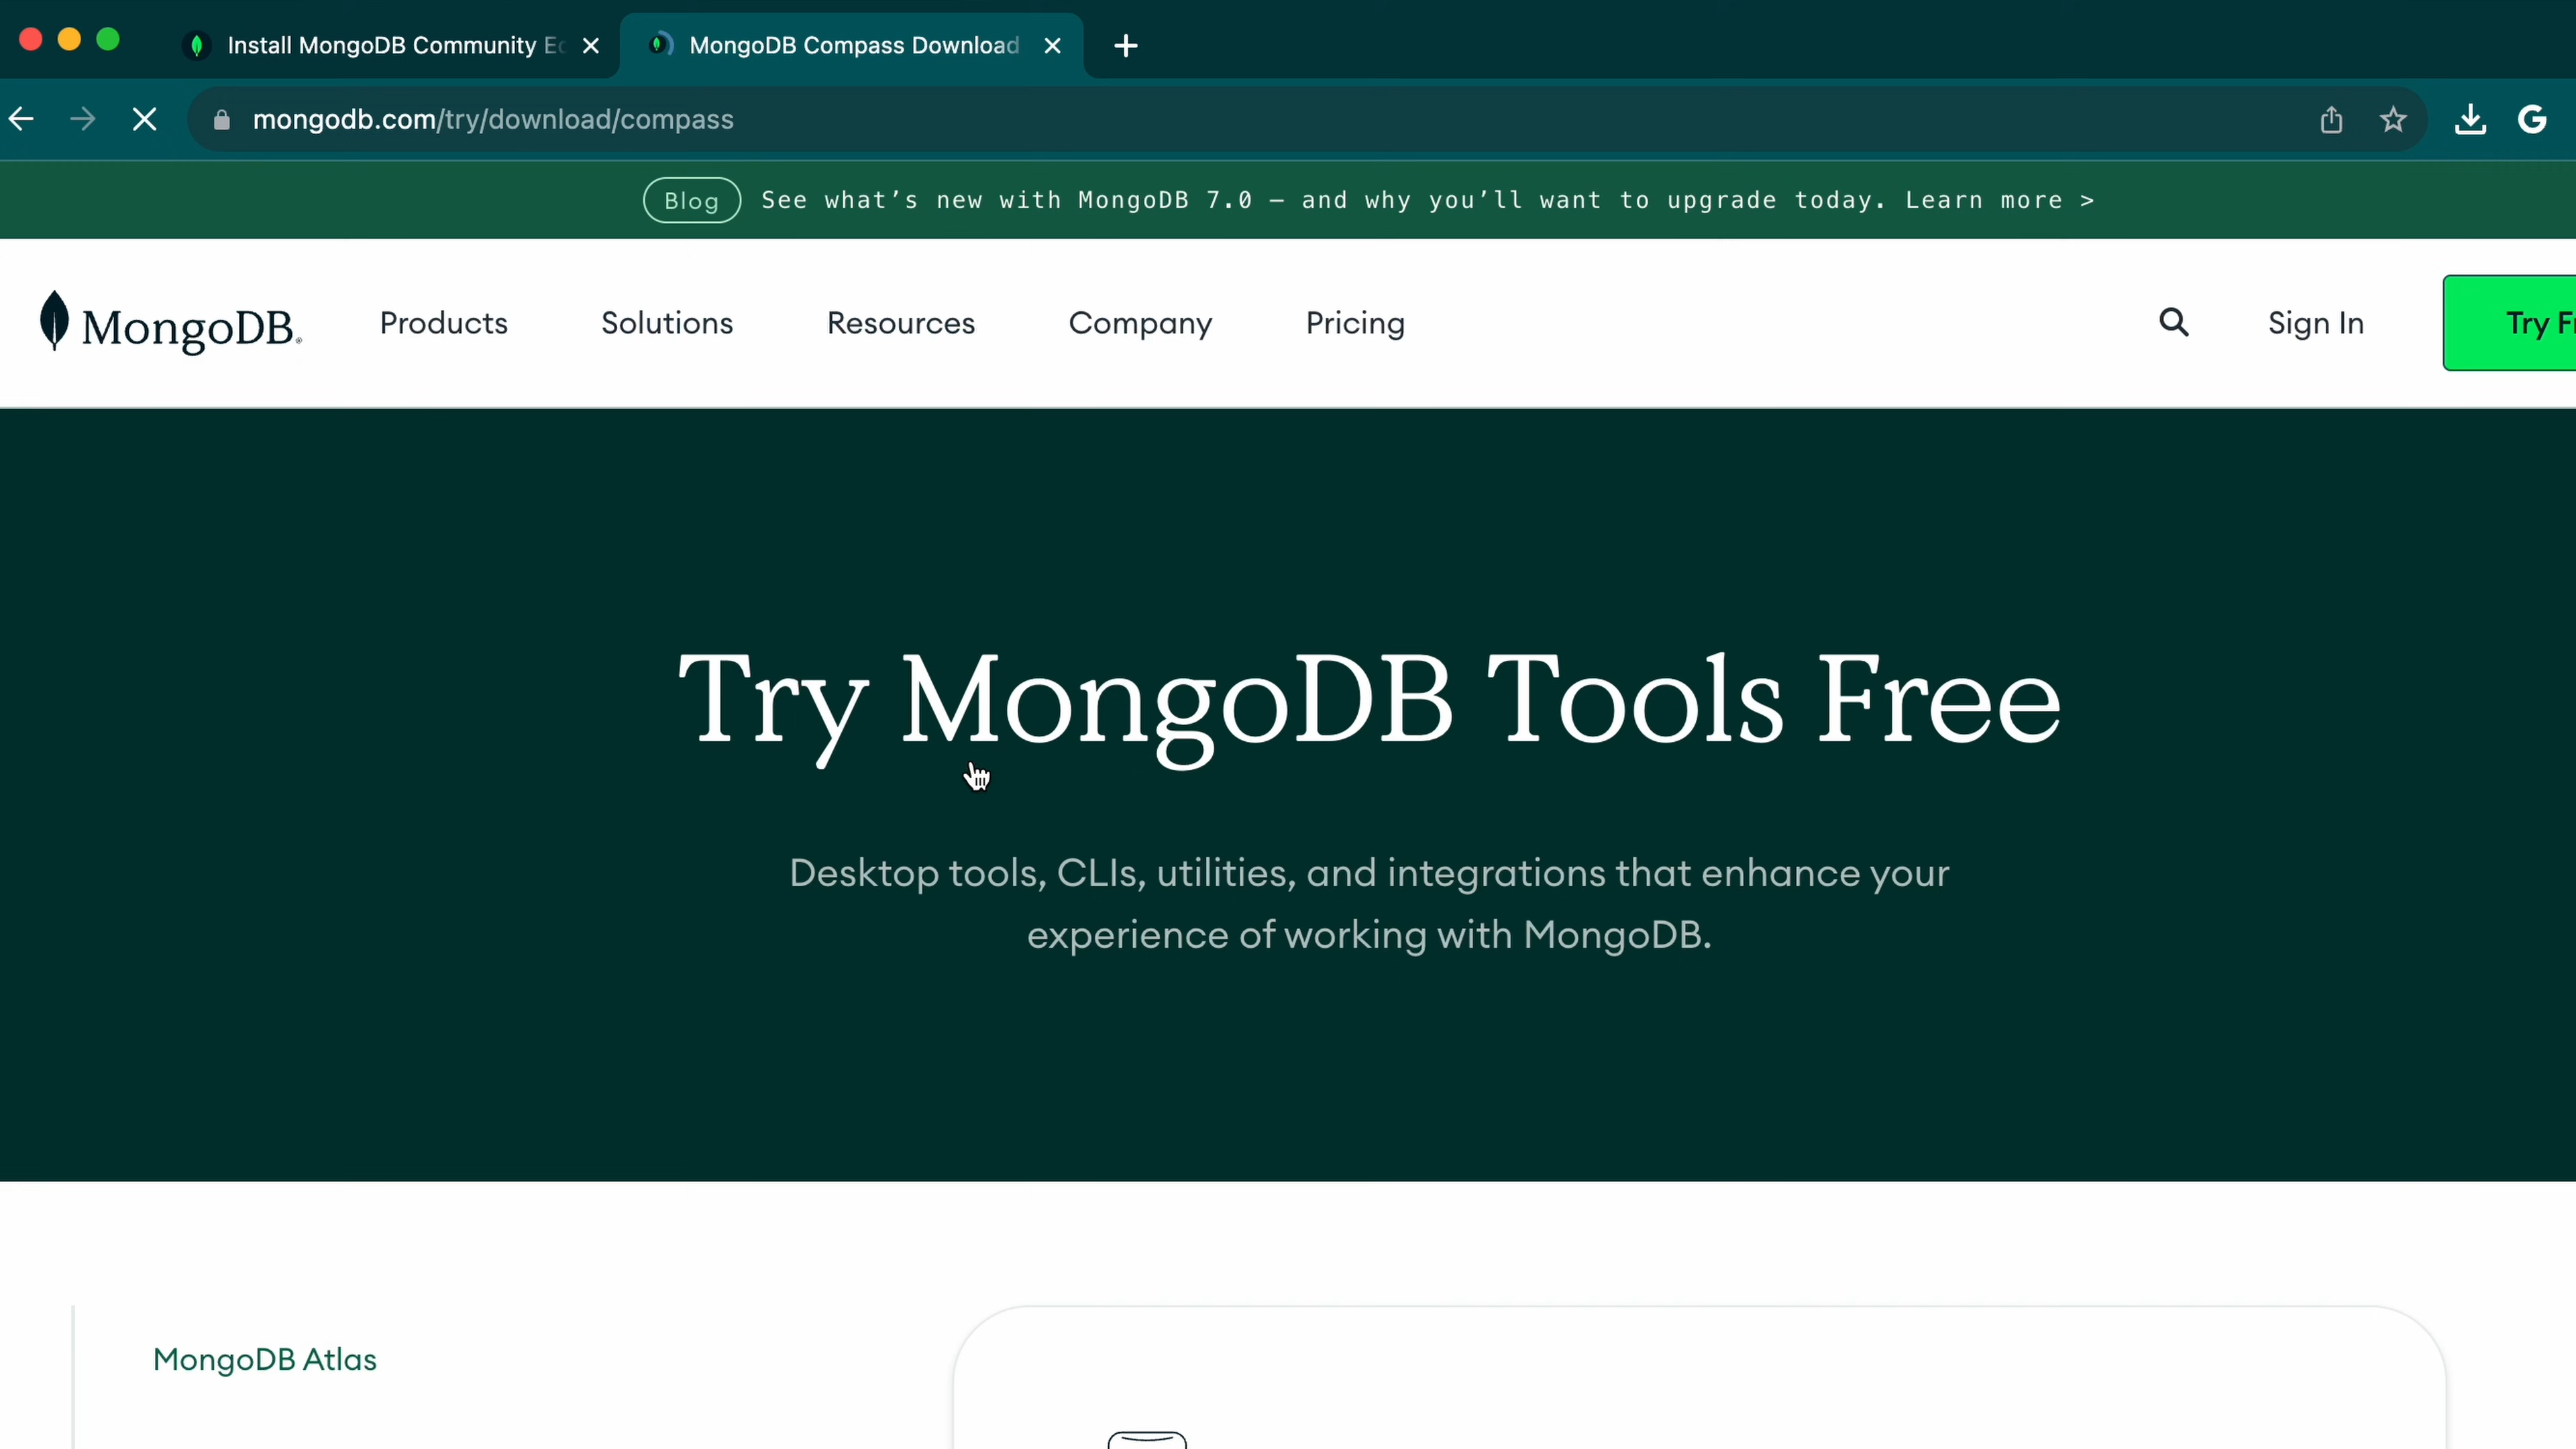 Install MongoDB Community Ed
MongoDB Compass Download
mongodb.com/try/download/compass
Blog See what’s new with MongoDB 7.0 — and why you’ll want to upgrade today. Learn more >
MongoDB. Products Solutions Resources Company Pricing Sign In Try Fr
Try MongoDB Tools Free
Desktop tools, CLIs, utilities, and integrations that enhance your
experience of working with MongoDB.
MongoDB Atlas